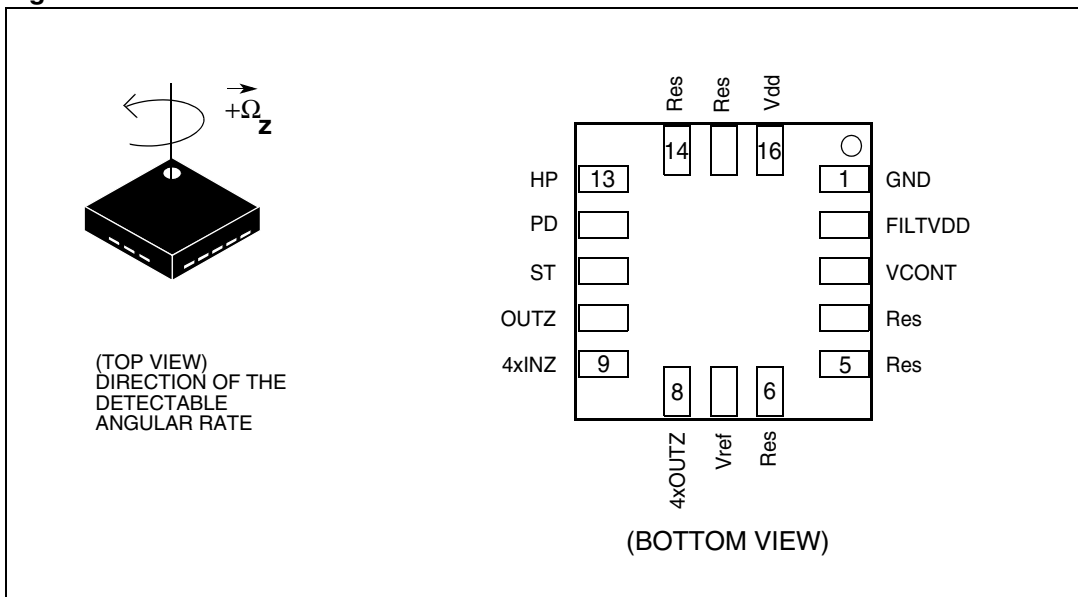 +Ω
z
(TOP VIEW)
DIRECTION OF THE
DETECTABLE
ANGULAR RATE
Res
Res
Vdd
14
16
HP
13
1
GND
PD
FILTVDD
ST
VCONT
OUTZ
Res
4xINZ
9
5
Res
8
6
4xOUTZ
Vref
Res
(BOTTOM VIEW)